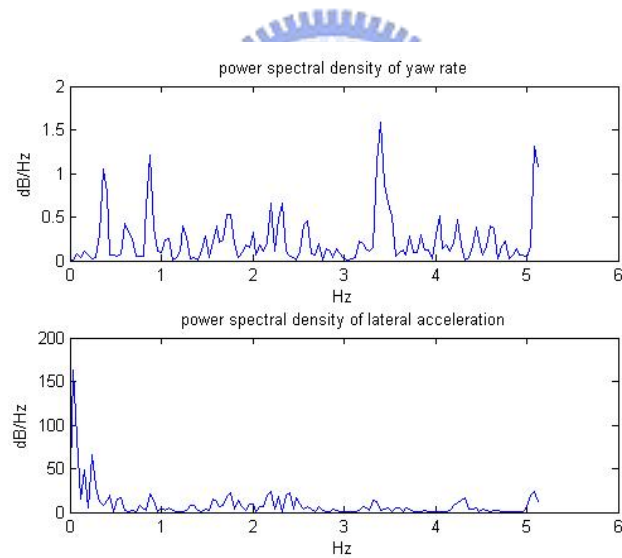 power spectral density of yaw rate
2
1.5
1
0.5
0
dB/Hz
0 1 2 3 4 5 6
Hz
power spectral density of lateral acceleration
200
150
100
50
0
dB/Hz
0 1 2 3 4 5 6
Hz